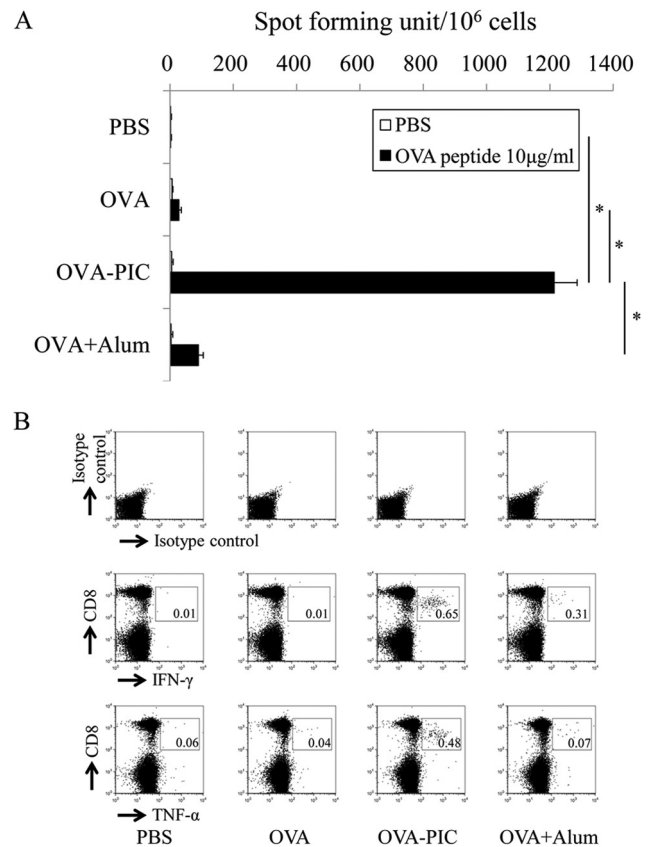 A
Spot forming unit/10⁶ cells
0 200 400 600 800 1000 1200 1400
PBS
OVA
OVA-PIC
OVA+Alum
PBS
OVA peptide 10μg/ml
*
*
*
B
Isotype
control
Isotype control
CD8
0.01
0.01
0.65
0.31
IFN-γ
CD8
0.06
0.04
0.48
0.07
TNF-α
PBS
OVA
OVA-PIC
OVA+Alum